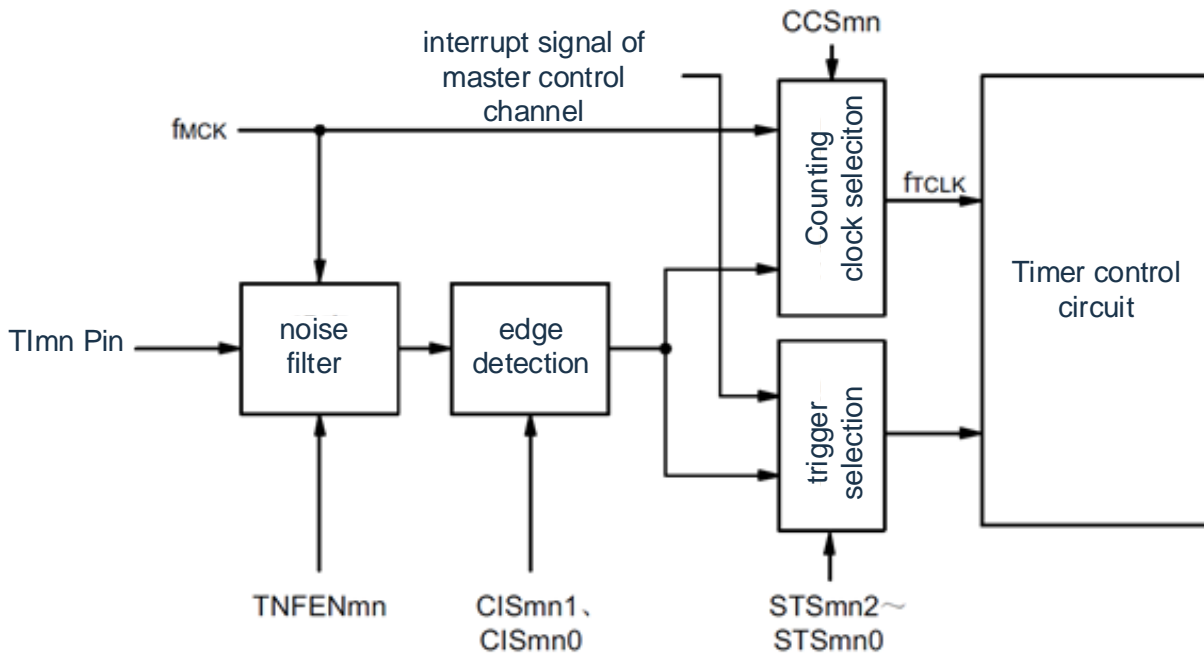 CCSmn
interrupt signal of
master control
channel
fMCK
Counting
clock seleciton
fTCLK
Timer control
circuit
TImn Pin
noise
filter
edge
detection
trigger
selection
TNFENmn
CISmn1、
CISmn0
STSmn2～
STSmn0